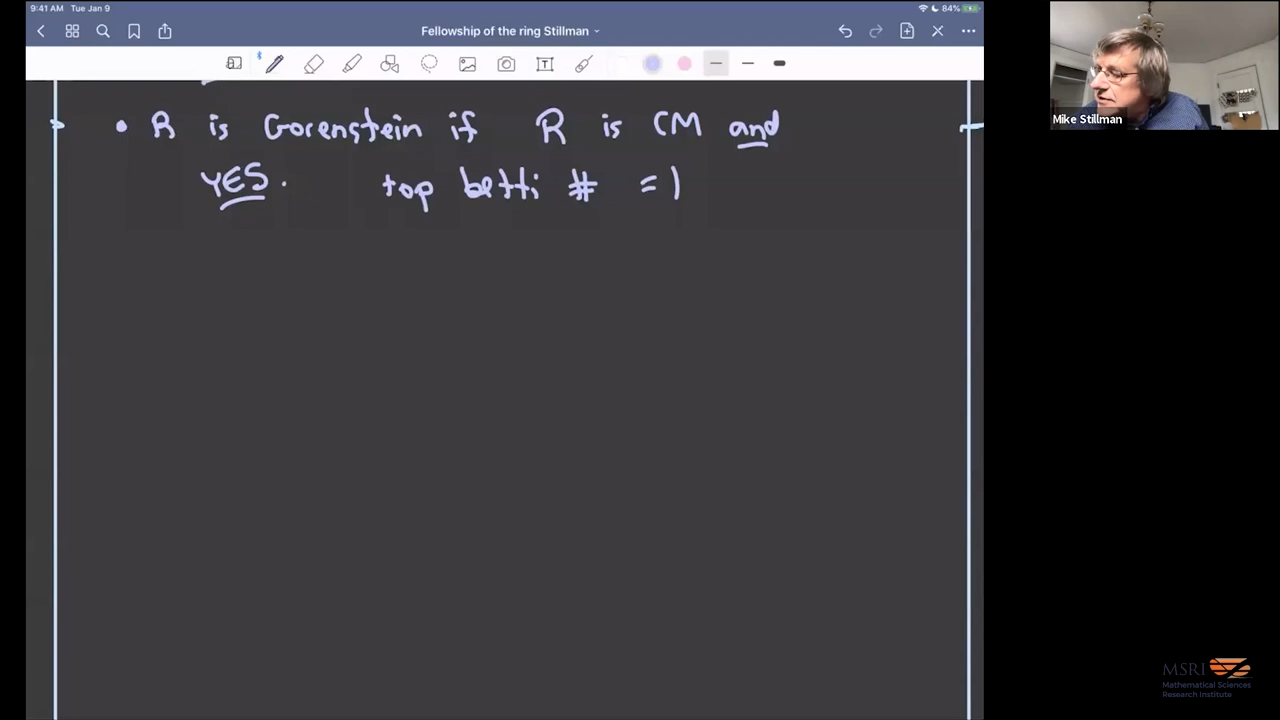 9:41 AM Tue Jan 9
84%
Fellowship of the ring Stillman
• R is Gorenstein if R is CM and
YES. top betti # = 1
Mike Stillman
MSRI
Mathematical Sciences
Research Institute